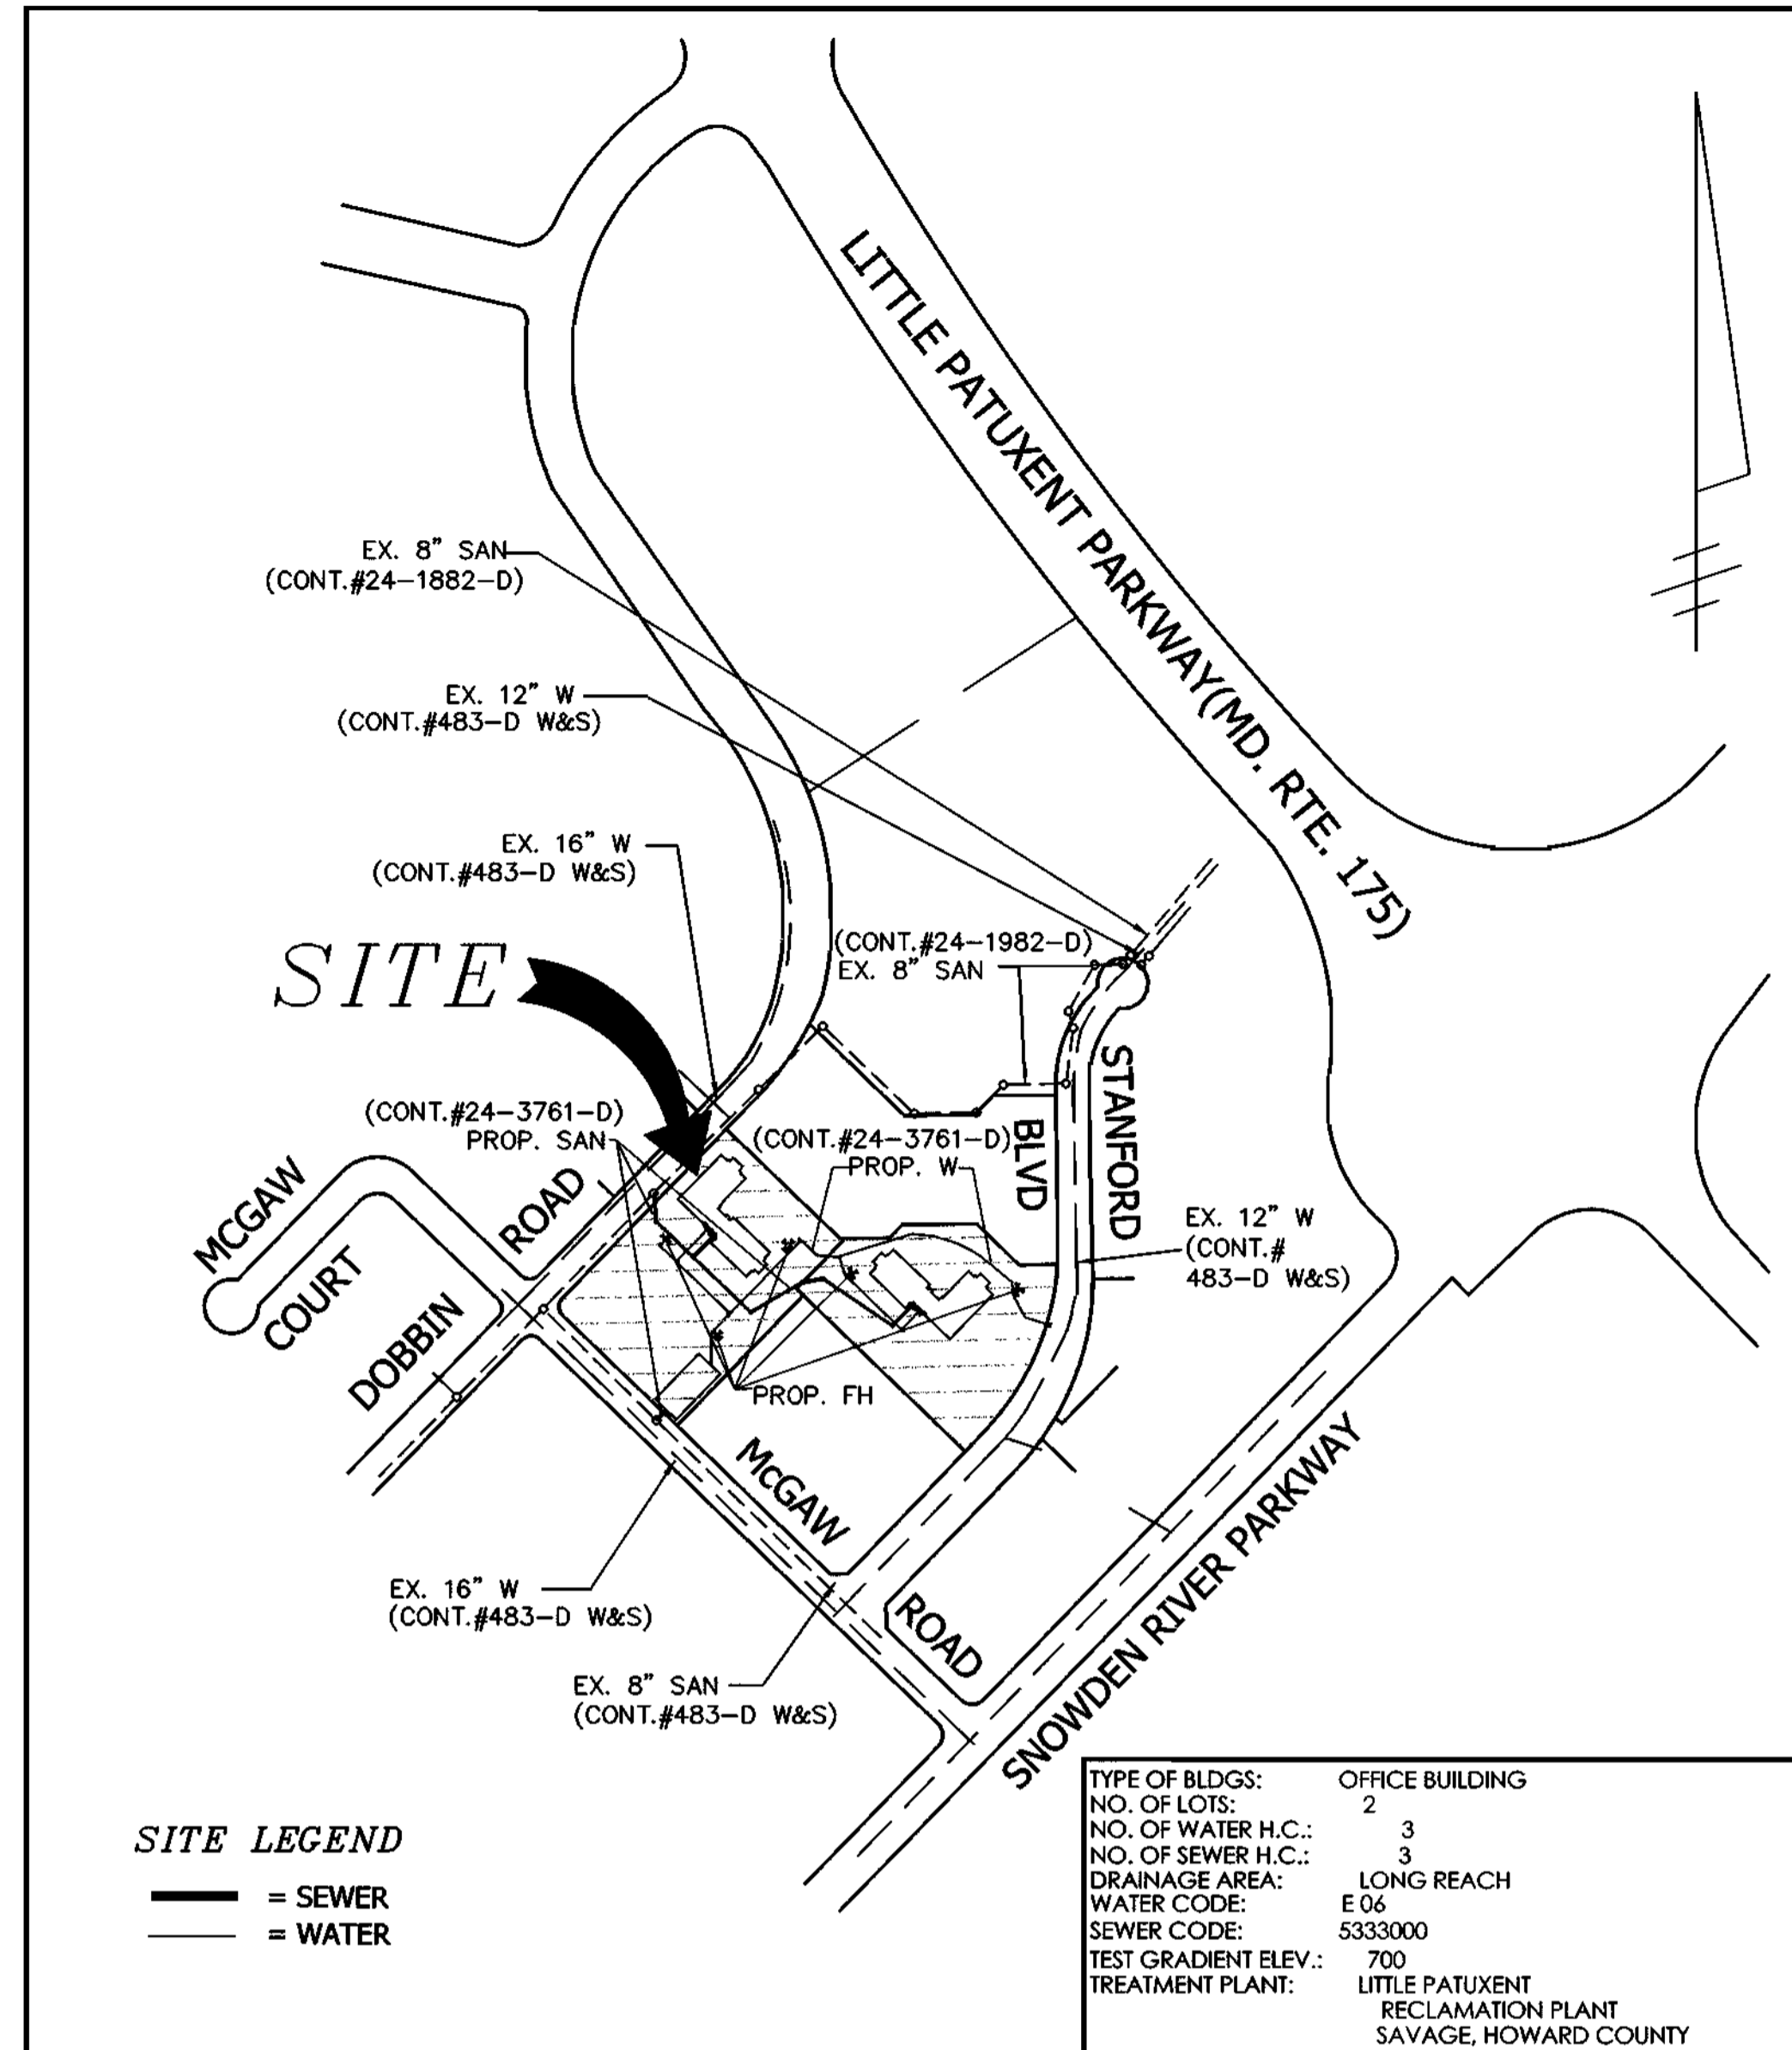 LITTLE PATUXENT PARKWAY(MD. RTE. 175)
EX. 8" SAN
(CONT.#24-1882-D)
EX. 12" W
(CONT.#483-D W&S)
EX. 16" W
(CONT.#483-D W&S)
(CONT.#24-1982-D)
EX. 8" SAN
SITE
STANFORD
BLVD
(CONT.#24-3761-D)
PROP. SAN
(CONT.#24-3761-D)
PROP. W
MCGAW
COURT
DOBBIN
ROAD
EX. 12" W
(CONT.#
483-D W&S)
PROP. FH
McGAW
ROAD
SNOWDEN RIVER PARKWAY
EX. 16" W
(CONT.#483-D W&S)
EX. 8" SAN
(CONT.#483-D W&S)
SITE LEGEND
= SEWER
= WATER
TYPE OF BLDGS: OFFICE BUILDING
NO. OF LOTS: 2
NO. OF WATER H.C.: 3
NO. OF SEWER H.C.: 3
DRAINAGE AREA: LONG REACH
WATER CODE: E 06
SEWER CODE: 5333000
TEST GRADIENT ELEV.: 700
TREATMENT PLANT: LITTLE PATUXENT
RECLAMATION PLANT
SAVAGE, HOWARD COUNTY